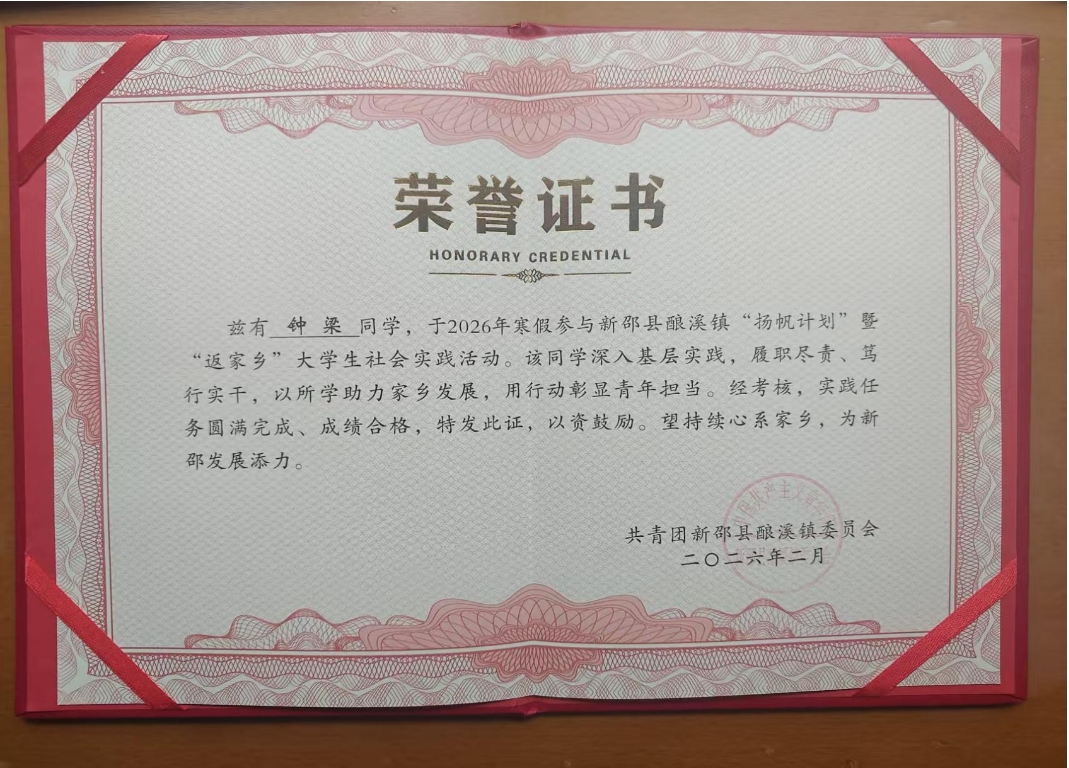 荣誉证书
HONORARY CREDENTIAL
兹有 钟 梁 同学，于2026年寒假参与新邵县酿溪镇“扬帆计划”暨
“返家乡”大学生社会实践活动。该同学深入基层实践，履职尽责、笃
行实干，以所学助力家乡发展，用行动彰显青年担当。经考核，实践任
务圆满完成、成绩合格，特发此证，以资鼓励。望持续心系家乡，为新
邵发展添力。
共青团新邵县酿溪镇委员会
二〇二六年二月